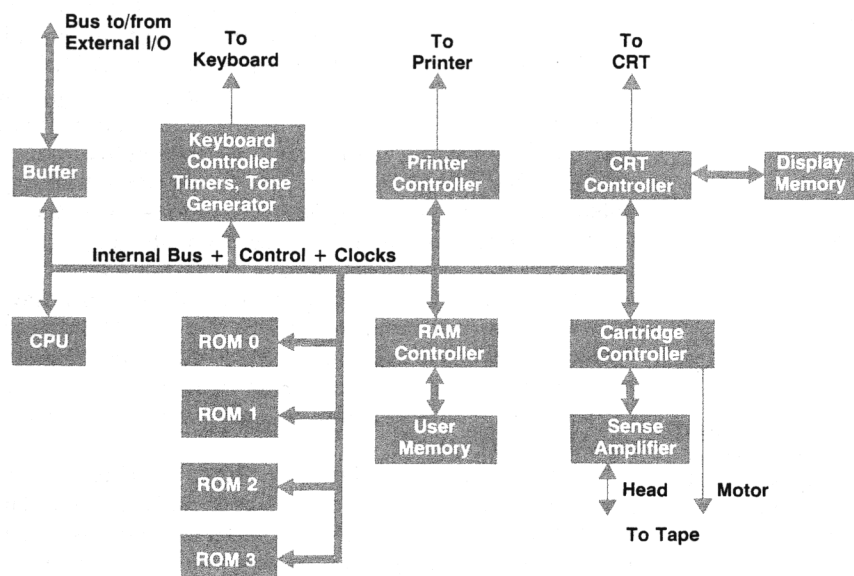 Bus to/from
External I/O
To
Keyboard
To
Printer
To
CRT
Buffer
Keyboard
Controller
Timers, Tone
Generator
Printer
Controller
CRT
Controller
Display
Memory
Internal Bus + Control + Clocks
CPU
ROM 0
RAM
Controller
Cartridge
Controller
ROM 1
User
Memory
Sense
Amplifier
ROM 2
Head
Motor
To Tape
ROM 3